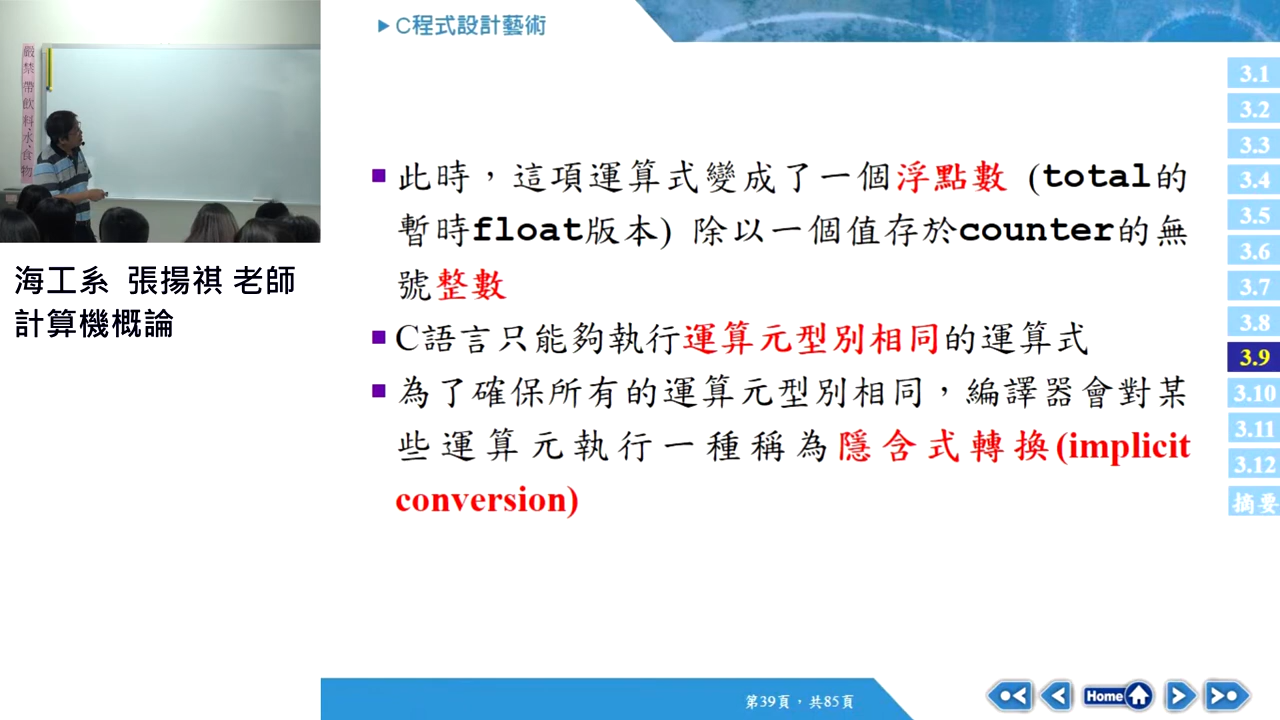 C程式設計藝術
嚴禁帶飲料、水、食物
海工系 張揚祺 老師
計算機概論
此時，這項運算式變成了一個浮點數 (total的
暫時float版本) 除以一個值存於counter的無
號整數
C語言只能夠執行運算元型別相同的運算式
為了確保所有的運算元型別相同，編譯器會對某
些運算元執行一種稱為隱含式轉換(implicit
conversion)
3.1
3.2
3.3
3.4
3.5
3.6
3.7
3.8
3.9
3.10
3.11
3.12
摘要
第39頁，共85頁
Home